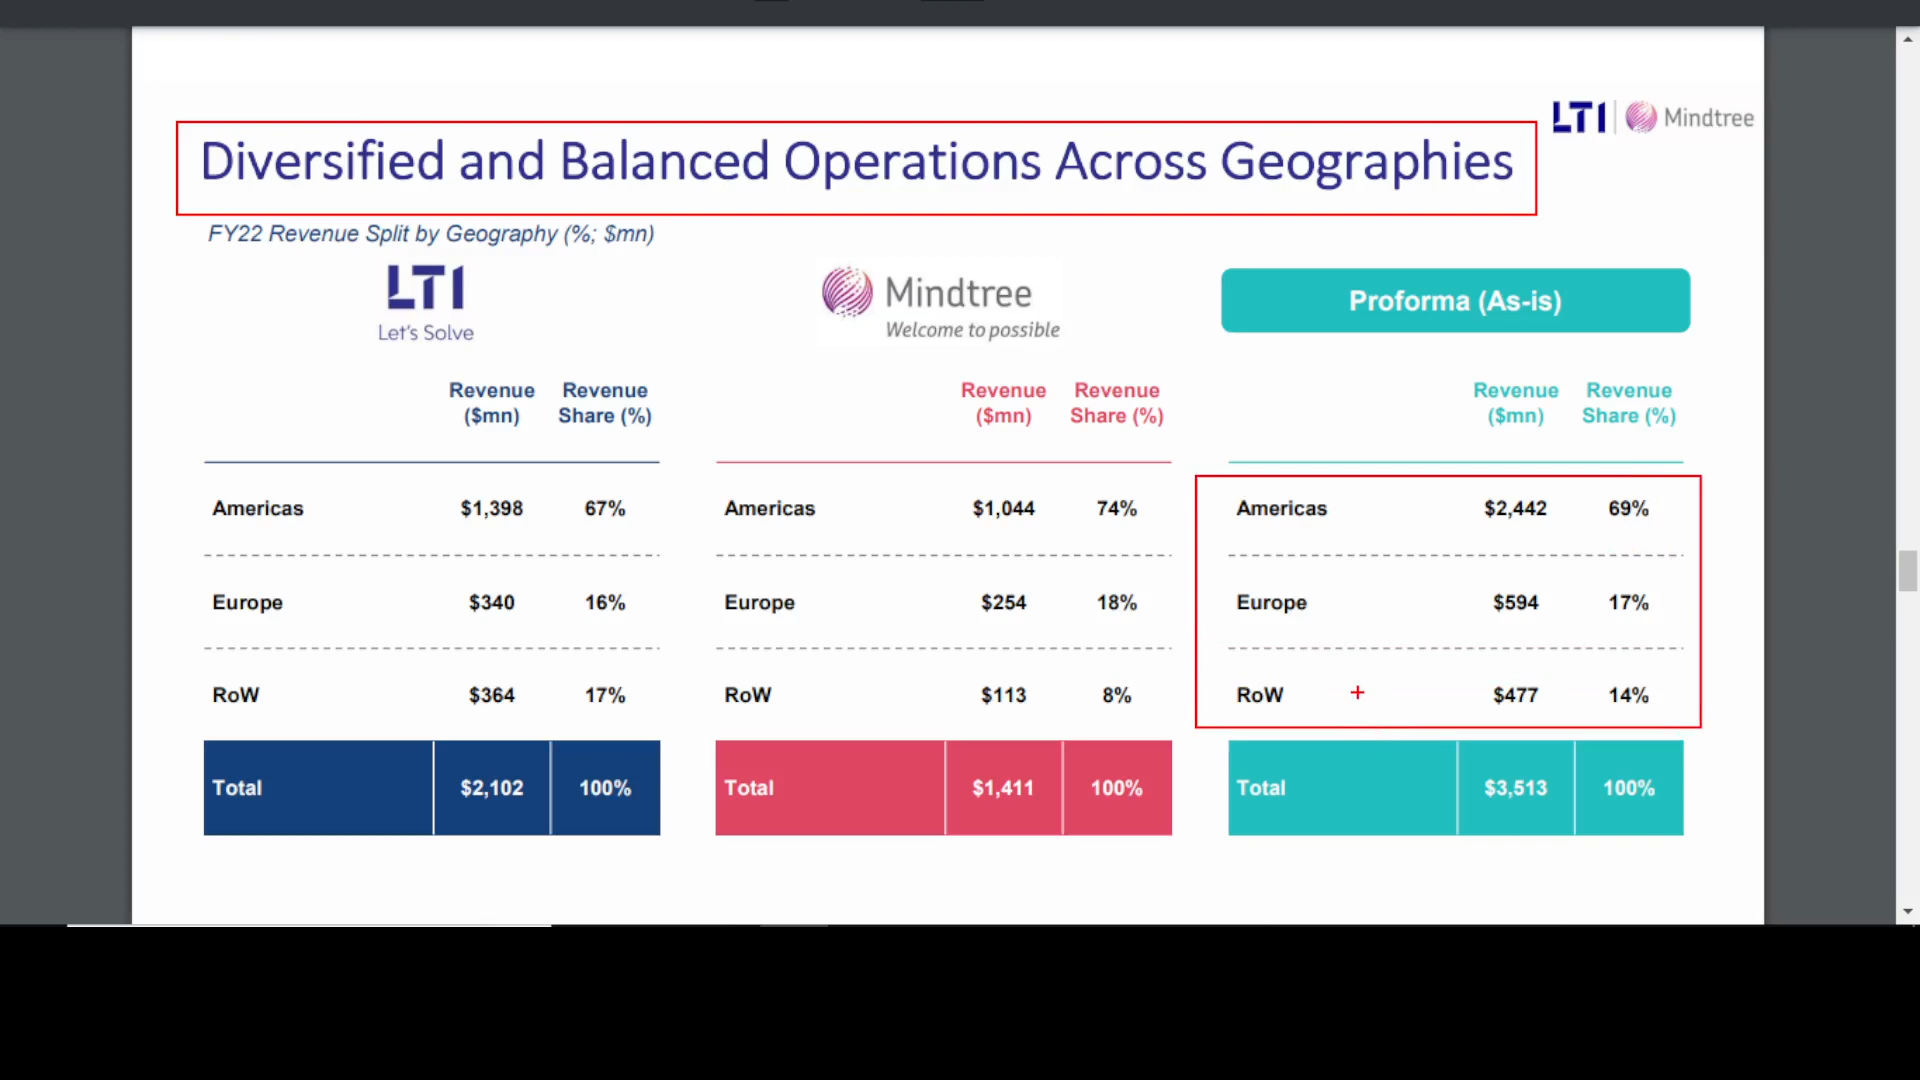 LTI | Mindtree
Diversified and Balanced Operations Across Geographies
FY22 Revenue Split by Geography (%; $mn)
LTI
Let's Solve
Revenue ($mn) Revenue Share (%)
Americas $1,398 67%
Europe $340 16%
RoW $364 17%
Total $2,102 100%
Mindtree
Welcome to possible
Revenue ($mn) Revenue Share (%)
Americas $1,044 74%
Europe $254 18%
RoW $113 8%
Total $1,411 100%
Proforma (As-is)
Revenue ($mn) Revenue Share (%)
Americas $2,442 69%
Europe $594 17%
RoW $477 14%
Total $3,513 100%